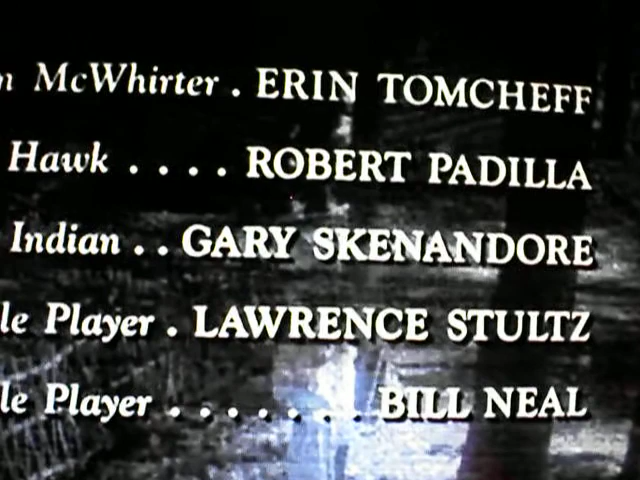 McWhirter . ERIN TOMCHEFF
Hawk . . . . ROBERT PADILLA
Indian . . GARY SKENANDORE
le Player . LAWRENCE STULTZ
le Player . . . . . . . BILL NEAL